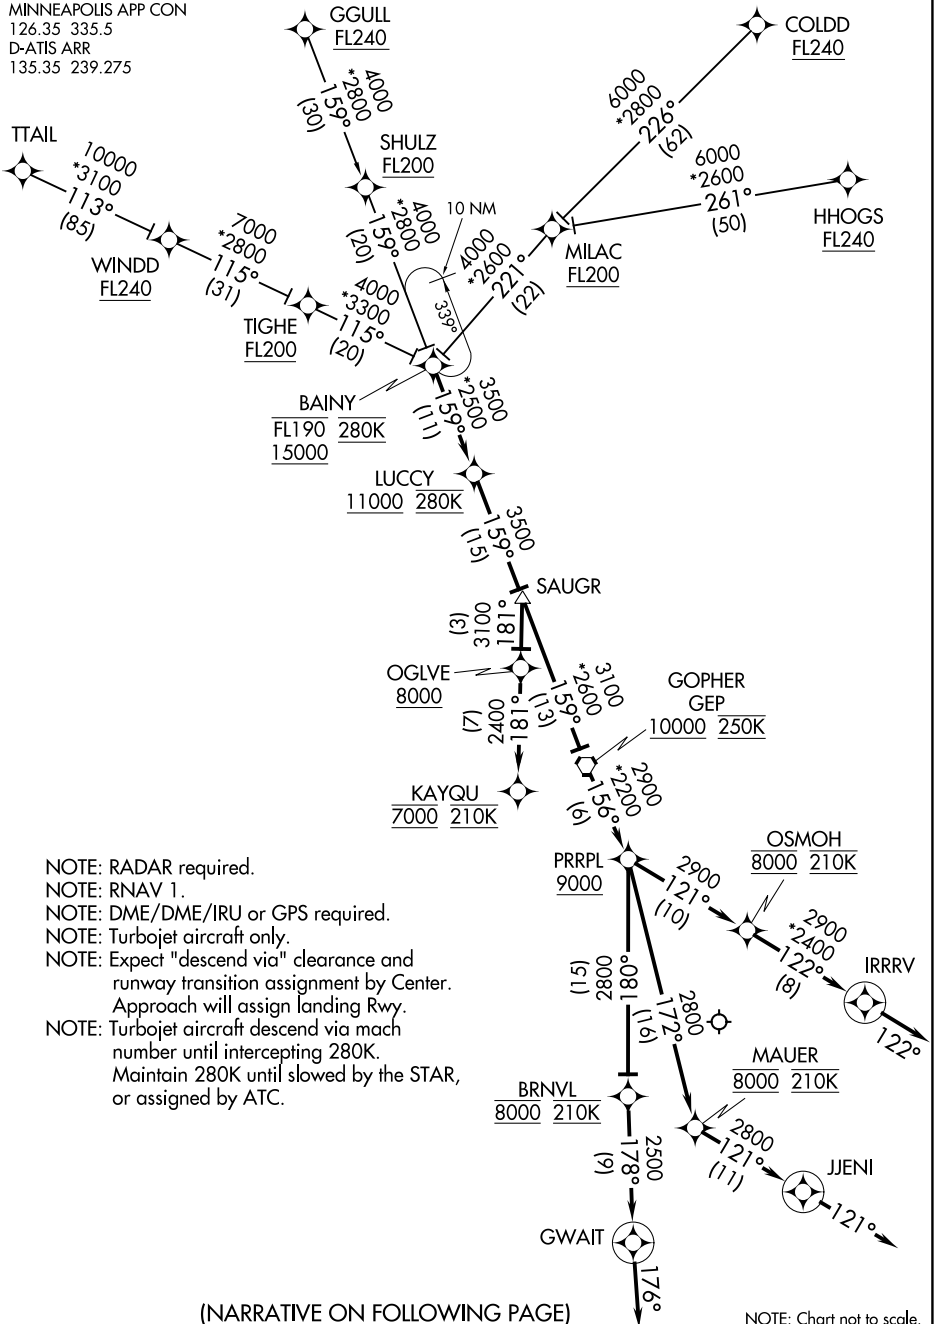 MINNEAPOLIS APP CON
126.35 335.5
D-ATIS ARR
135.35 239.275
GGULL
FL240
COLDD
FL240
4000
*2800
159°
(30)
6000
*2800
226°
(62)
TTAIL
10000
*3100
113°
(85)
SHULZ
FL200
6000
*2600
261°
(50)
HHOGS
FL240
WINDD
FL240
7000
*2800
115°
(31)
4000
*2800
159°
(20)
10 NM
4000
*2600
221°
(22)
MILAC
FL200
339°
TIGHE
FL200
4000
*3300
115°
(20)
BAINY
FL190 280K
15000
3500
*2500
159°
(11)
LUCCY
11000 280K
3500
159°
(15)
SAUGR
181°
3100
(3)
OGLVE
8000
3100
*2600
159°
(13)
GOPHER
GEP
10000 250K
181°
2400
(7)
KAYQU
7000 210K
2900
*2200
156°
(6)
PRRPL
9000
2900
121°
(10)
OSMOH
8000 210K
2900
*2400
122°
(8)
IRRRV
122°
NOTE: RADAR required.
NOTE: RNAV 1.
NOTE: DME/DME/IRU or GPS required.
NOTE: Turbojet aircraft only.
NOTE: Expect "descend via" clearance and
runway transition assignment by Center.
Approach will assign landing Rwy.
NOTE: Turbojet aircraft descend via mach
number until intercepting 280K.
Maintain 280K until slowed by the STAR,
or assigned by ATC.
180°
2800
(15)
2800
172°
(16)
MAUER
8000 210K
BRNVL
8000 210K
2800
121°
(11)
JJENI
121°
2500
178°
(9)
GWAIT
176°
(NARRATIVE ON FOLLOWING PAGE)
NOTE: Chart not to scale.